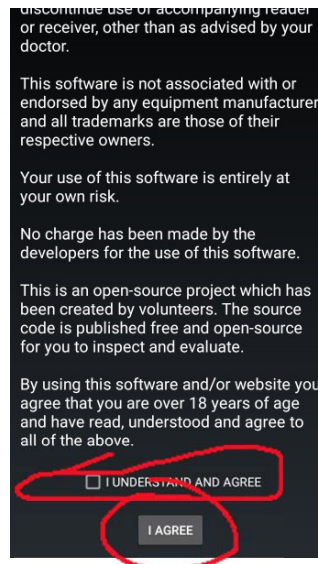 discontinue use of accompanying reader
or receiver, other than as advised by your
doctor.
This software is not associated with or
endorsed by any equipment manufacturer
and all trademarks are those of their
respective owners.
Your use of this software is entirely at
your own risk.
No charge has been made by the
developers for the use of this software.
This is an open-source project which has
been created by volunteers. The source
code is published free and open-source
for you to inspect and evaluate.
By using this software and/or website you
agree that you are over 18 years of age
and have read, understood and agree to
all of the above.
I UNDERSTAND AND AGREE
I AGREE